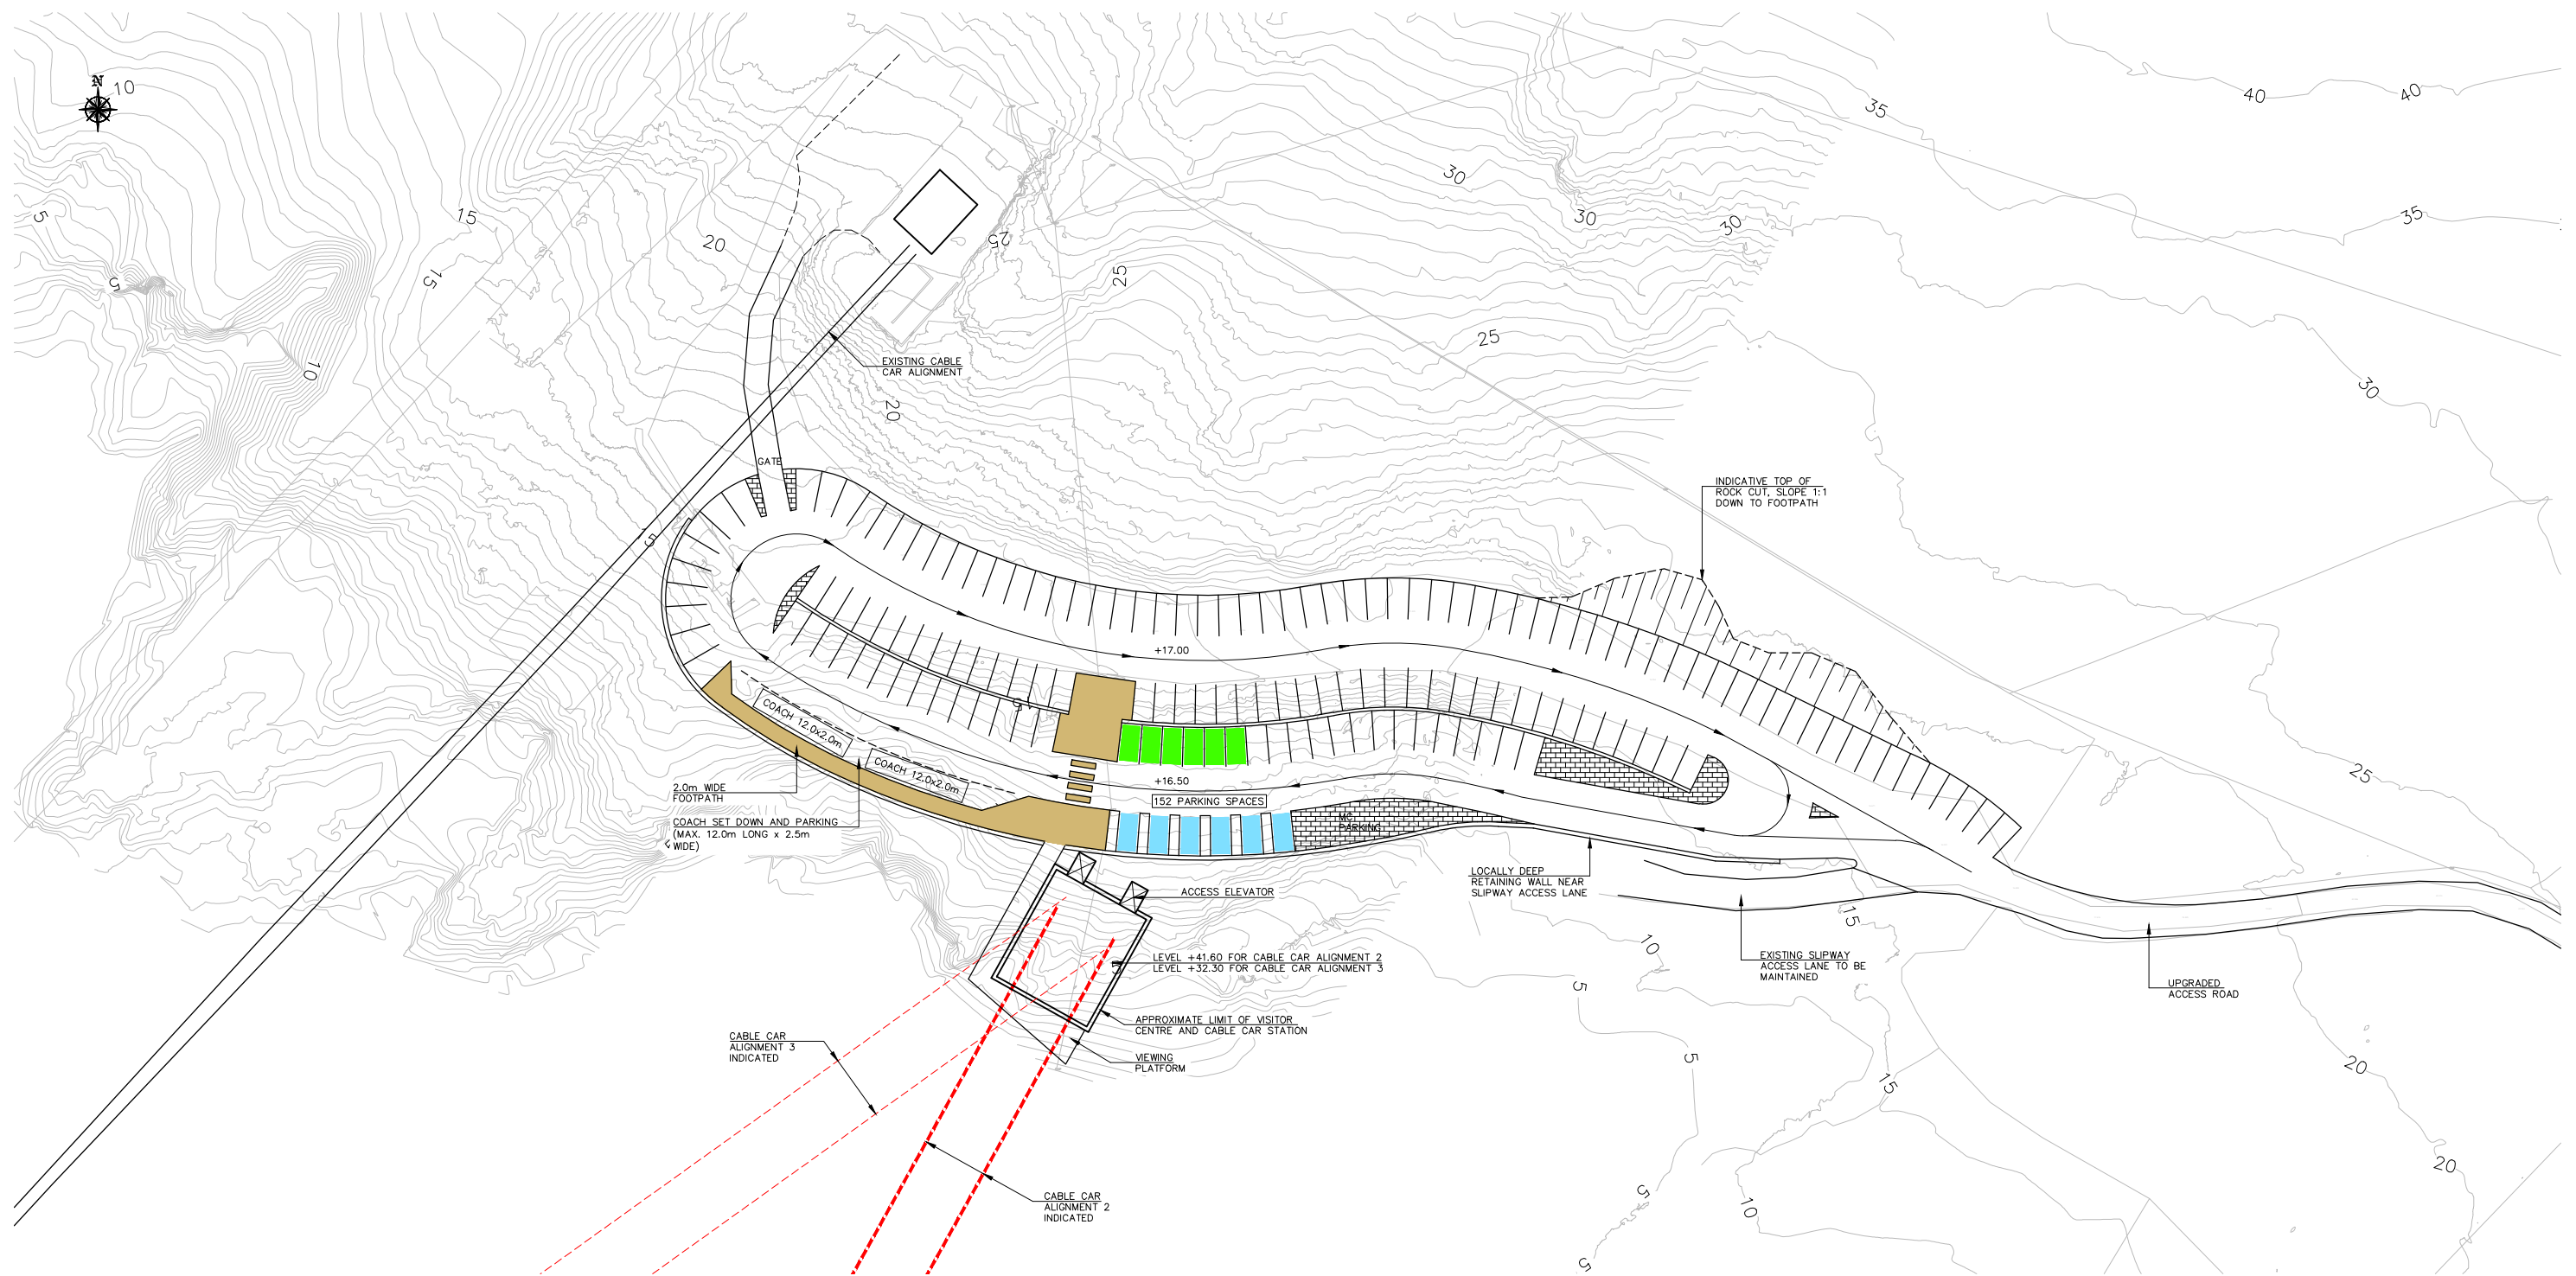 N
10
40
40
35
30
5
15
20
30
30
35
25
5
15
25
25
10
EXISTING CABLE
CAR ALIGNMENT
20
30
GATE
INDICATIVE TOP OF
ROCK CUT, SLOPE 1:1
DOWN TO FOOTPATH
+17.00
COACH 12.0x2.0m
COACH 12.0x2.0m
+16.50
152 PARKING SPACES
25
2.0m WIDE
FOOTPATH
COACH SET DOWN AND PARKING
(MAX. 12.0m LONG x 2.5m
WIDE)
MC
PARKING
ACCESS ELEVATOR
LOCALLY DEEP
RETAINING WALL NEAR
SLIPWAY ACCESS LANE
15
10
LEVEL +41.60 FOR CABLE CAR ALIGNMENT 2
LEVEL +32.30 FOR CABLE CAR ALIGNMENT 3
EXISTING SLIPWAY
ACCESS LANE TO BE
MAINTAINED
UPGRADED
ACCESS ROAD
5
APPROXIMATE LIMIT OF VISITOR
CENTRE AND CABLE CAR STATION
CABLE CAR
ALIGNMENT 3
INDICATED
VIEWING
PLATFORM
5
15
20
20
CABLE CAR
ALIGNMENT 2
INDICATED
5
10
5